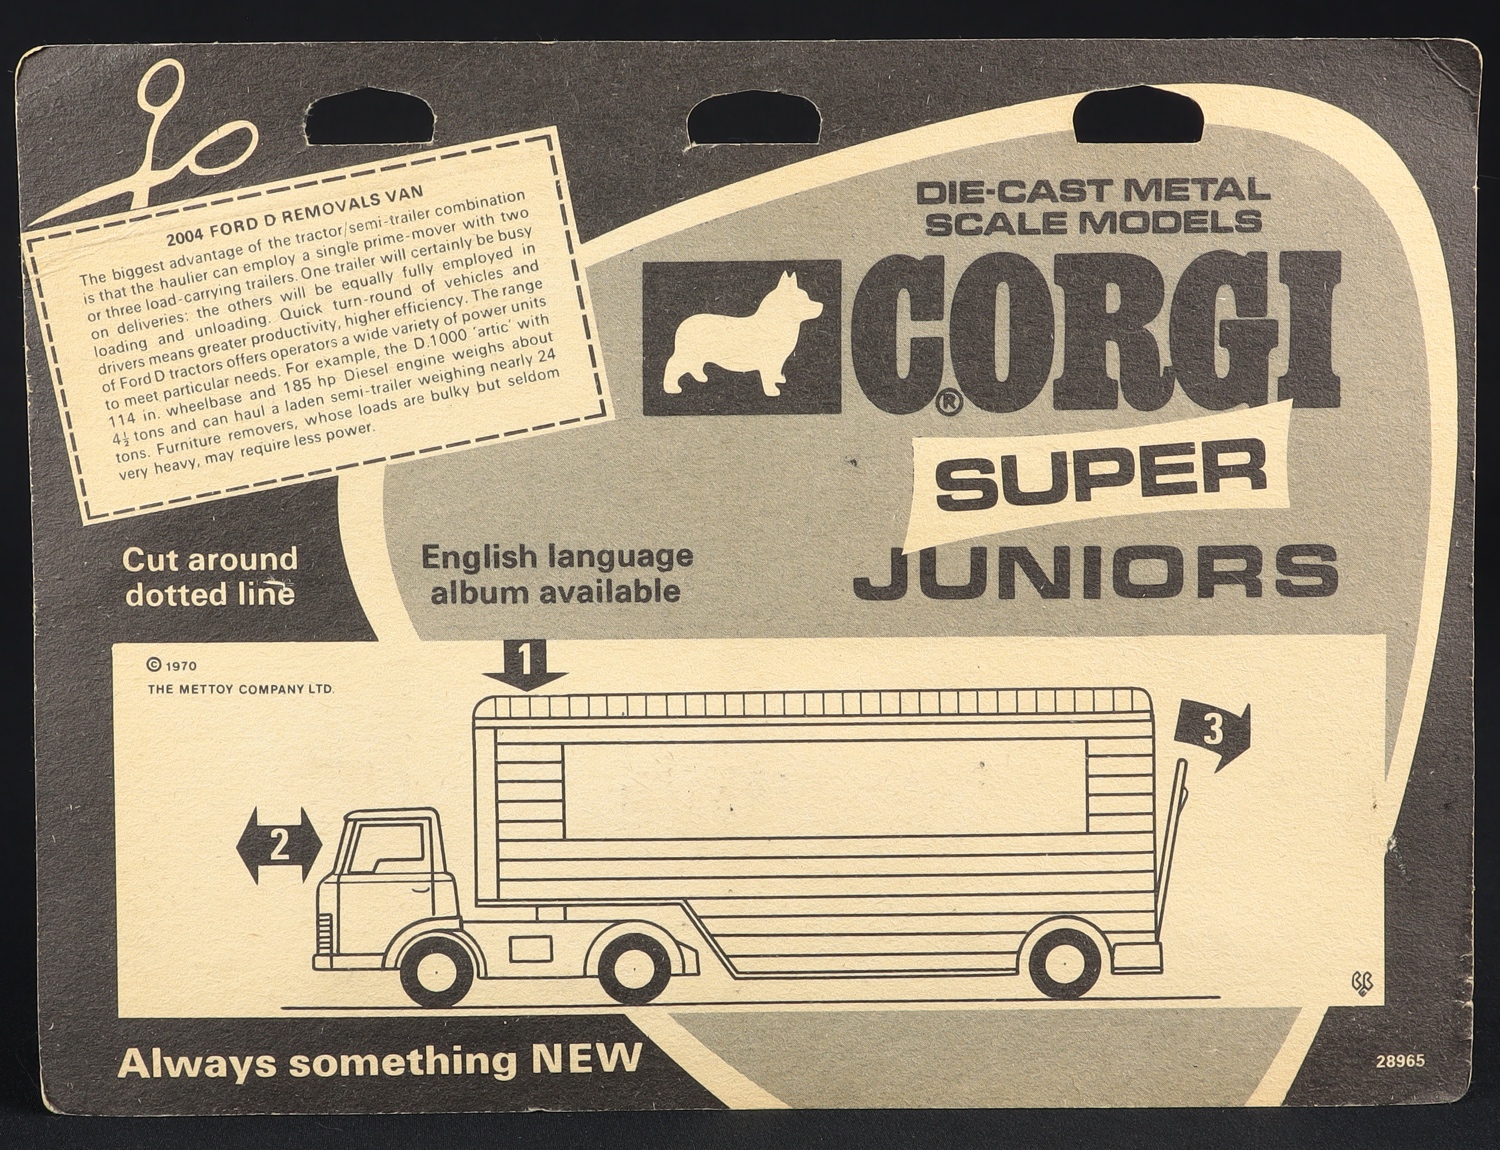 2004 FORD D REMOVALS VAN
The biggest advantage of the tractor/semi-trailer combination
is that the haulier can employ a single prime-mover with two
or three load-carrying trailers. One trailer will certainly be busy
on deliveries: the others will be equally fully employed in
loading and unloading. Quick turn-round of vehicles and
drivers means greater productivity, higher efficiency. The range
of Ford D tractors offers operators a wide variety of power units
to meet particular needs. For example, the D.1000 'artic' with
114 in. wheelbase and 185 hp Diesel engine weighs about
4½ tons and can haul a laden semi-trailer weighing nearly 24
tons. Furniture removers, whose loads are bulky but seldom
very heavy, may require less power.
DIE-CAST METAL
SCALE MODELS
CORGI
®
SUPER
JUNIORS
Cut around
dotted line
English language
album available
© 1970
THE METTOY COMPANY LTD.
1
2
3
Always something NEW
28965